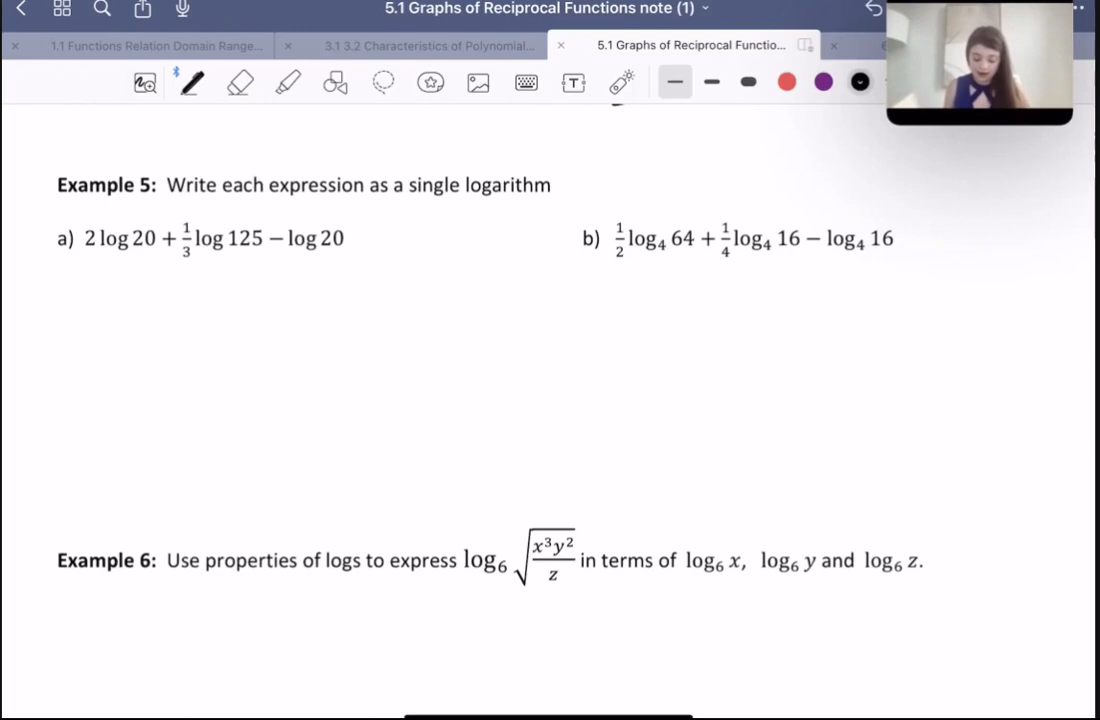 5.1 Graphs of Reciprocal Functions note (1)
1.1 Functions Relation Domain Range...
3.1 3.2 Characteristics of Polynomial...
5.1 Graphs of Reciprocal Functio...
Example 5: Write each expression as a single logarithm
a) 2 log 20 + 1/3 log 125 − log 20
b) 1/2 log₄ 64 + 1/4 log₄ 16 − log₄ 16
Example 6: Use properties of logs to express log₆ √(x³y²/z) in terms of log₆ x, log₆ y and log₆ z.